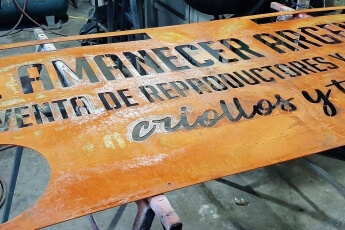 AMANECER ARGE
VENTA DE REPRODUCTORES Y
criollos y t